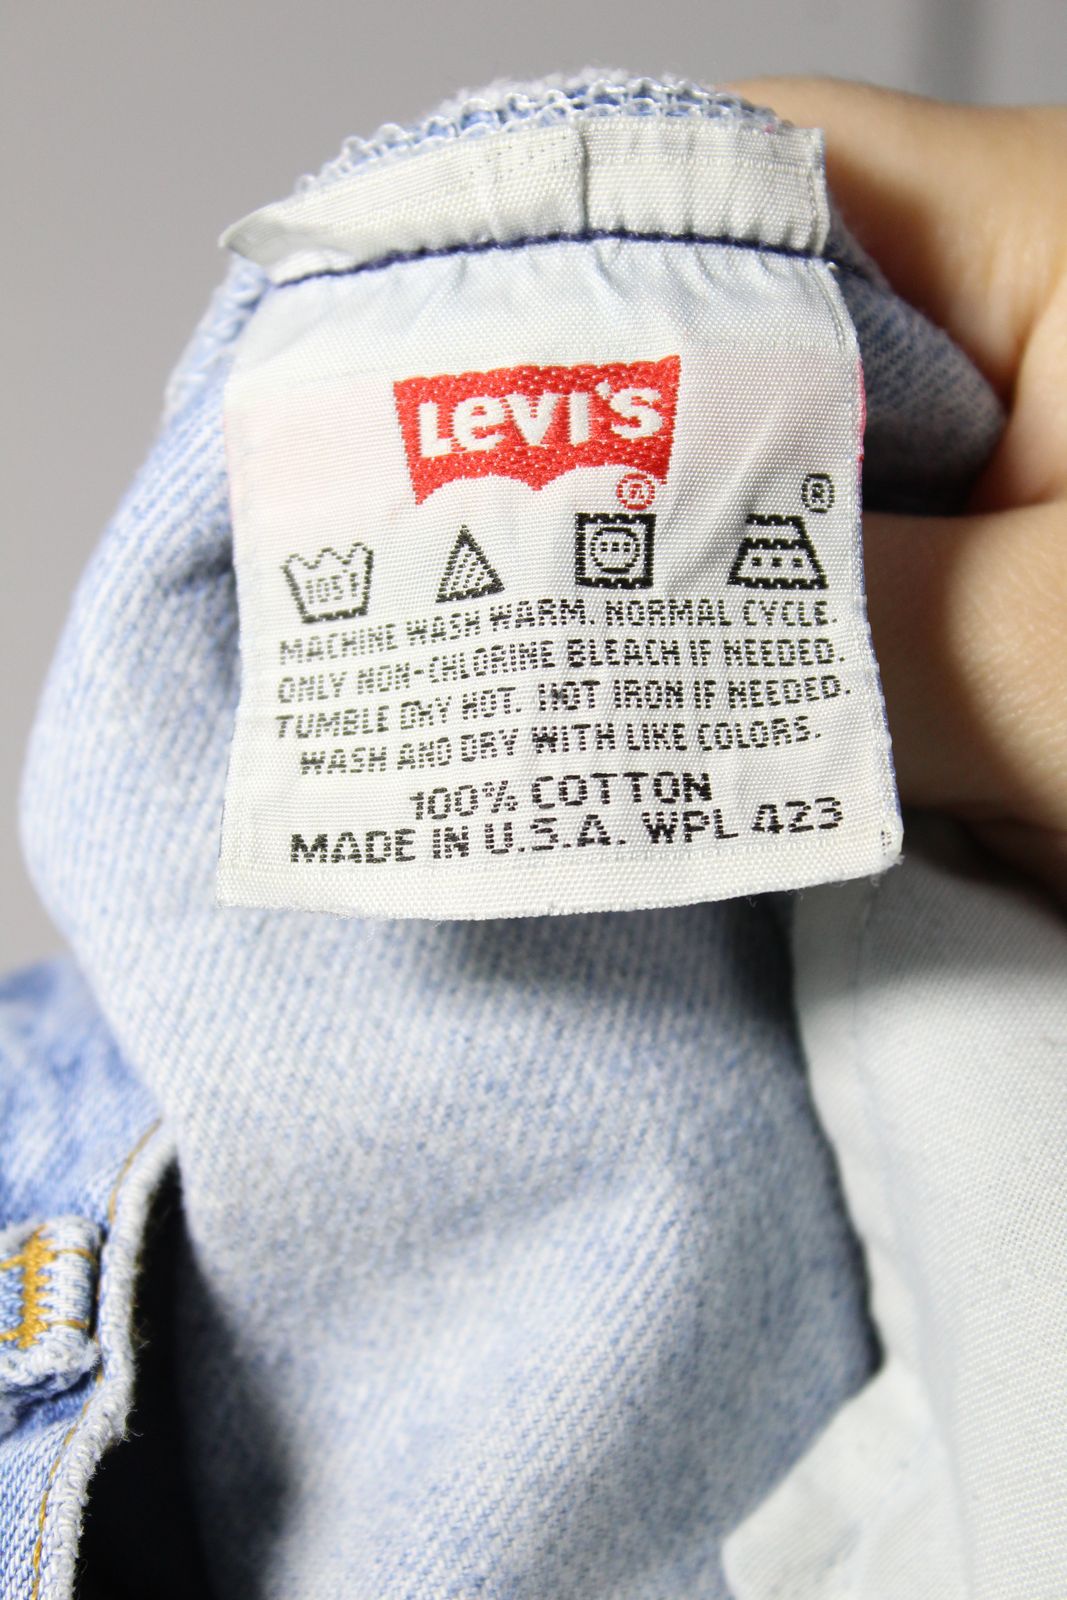 LEVI'S
®
®
105F
MACHINE WASH WARM. NORMAL CYCLE.
ONLY NON-CHLORINE BLEACH IF NEEDED.
TUMBLE DRY HOT. HOT IRON IF NEEDED.
WASH AND DRY WITH LIKE COLORS.
100% COTTON
MADE IN U.S.A. WPL 423